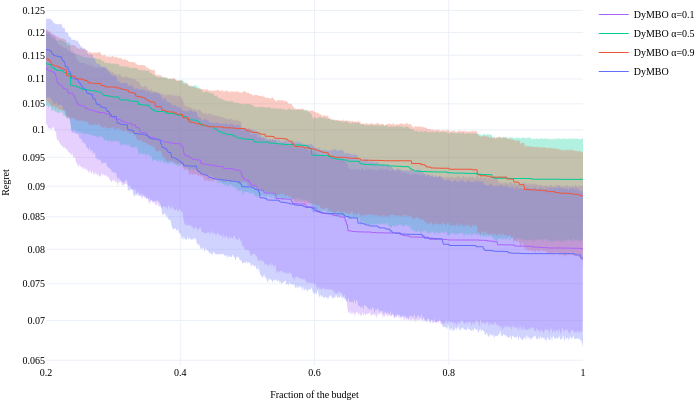 0.125
0.12
0.115
0.11
0.105
0.1
0.095
0.09
0.085
0.08
0.075
0.07
0.065
Regret
0.2 0.4 0.6 0.8 1
Fraction of the budget
DyMBO α=0.1
DyMBO α=0.5
DyMBO α=0.9
DyMBO